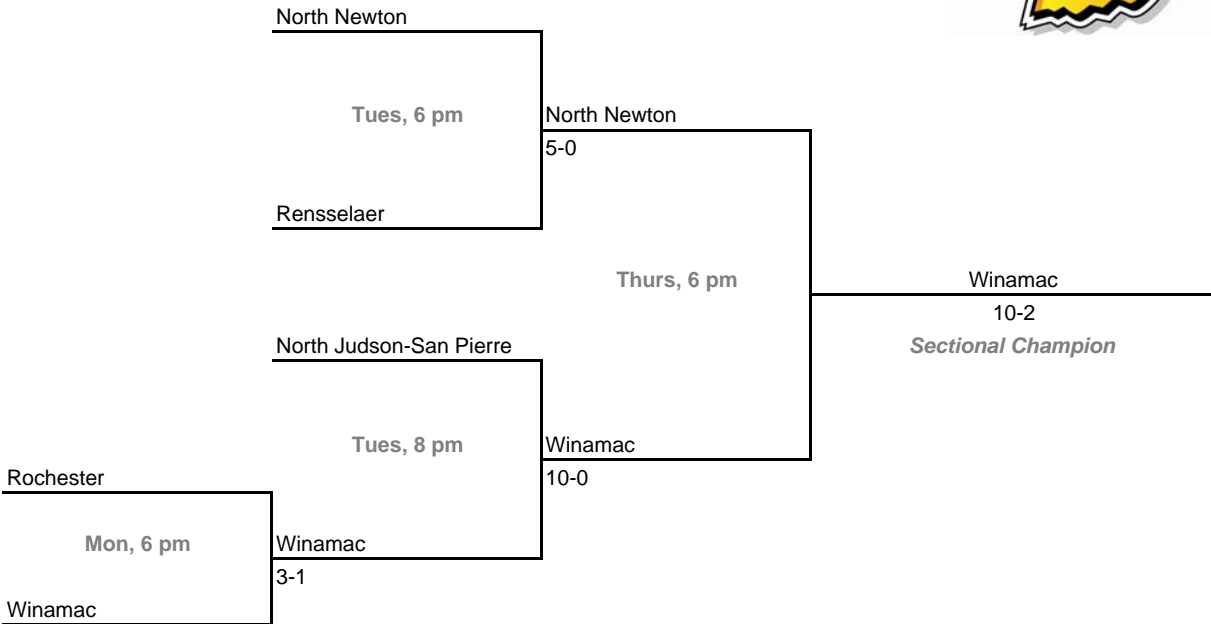 North Newton
Tues, 6 pm
North Newton
5-0
Rensselaer
Thurs, 6 pm
Winamac
10-2
Sectional Champion
North Judson-San Pierre
Tues, 8 pm
Winamac
10-0
Rochester
Mon, 6 pm
Winamac
3-1
Winamac